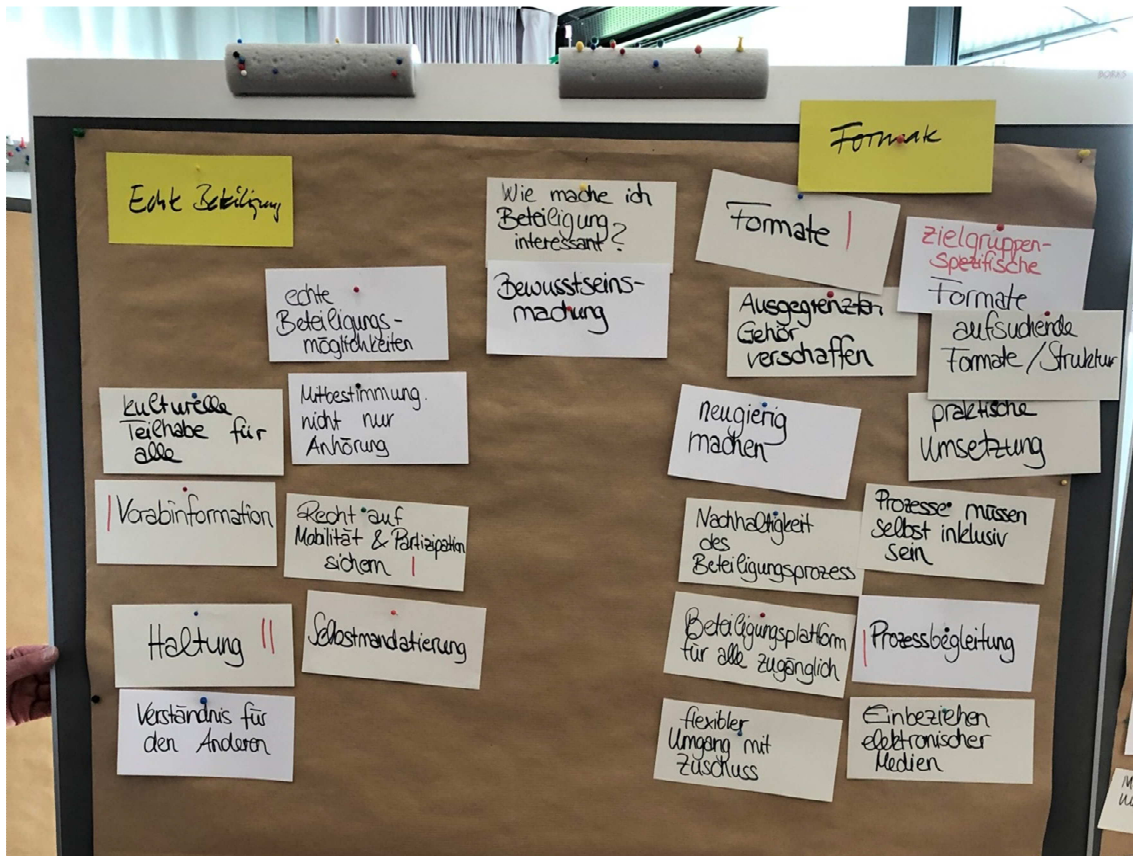 Echte Beteiligung
echte
Beteiligungs-
möglichkeiten
kulturelle
Teilhabe für
alle
Mitbestimmung
nicht nur
Anhörung
Vorabinformation
Recht auf
Mobilität & Partizipation
sichern
Haltung
Selbstmandatierung
Verständnis für
den Anderen
Wie mache ich
Beteiligung
interessant?
Bewusstseins-
machung
Formate
Formate
zielgruppen-
spezifische
Formate
Ausgegrenzten
Gehör
verschaffen
aufsuchende
Formate / Struktur
neugierig
machen
praktische
Umsetzung
Nachhaltigkeit
des
Beteiligungsprozess
Prozesse müssen
selbst inklusiv
sein
Beteiligungsplattform
für alle zugänglich
Prozessbegleitung
flexibler
Umgang mit
Zuschuss
Einbeziehen
elektronischer
Medien